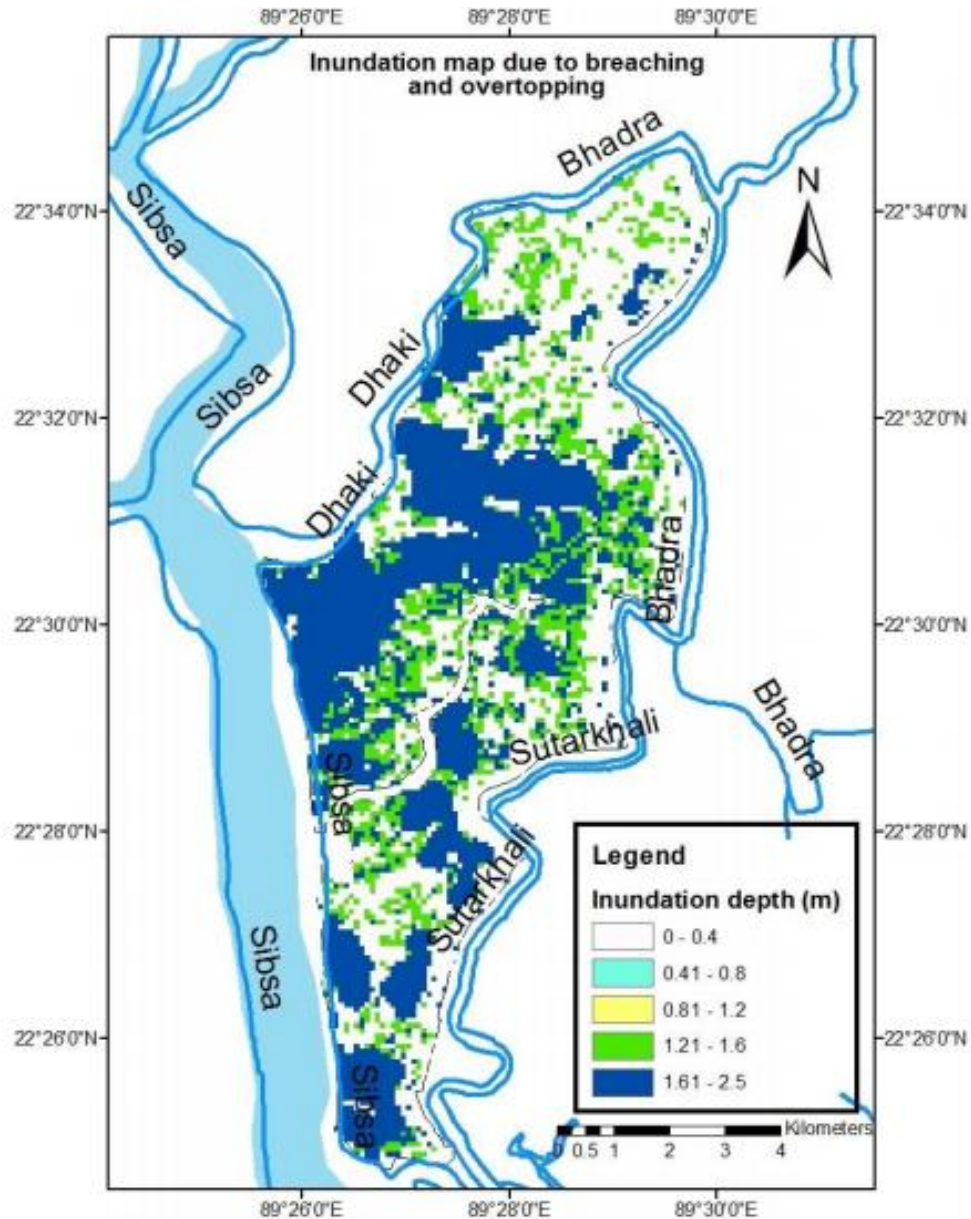 89°26'0"E
89°28'0"E
89°30'0"E
Inundation map due to breaching
and overtopping
Bhadra
N
22°34'0"N
22°34'0"N
Sibsa
Dhaki
Sibsa
22°32'0"N
22°32'0"N
Dhaki
Bhadra
22°30'0"N
22°30'0"N
Bhadra
Sutarkhali
Sibsa
22°28'0"N
22°28'0"N
Sutarkhali
Sibsa
Legend
Inundation depth (m)
0 - 0.4
0.41 - 0.8
0.81 - 1.2
1.21 - 1.6
1.61 - 2.5
22°26'0"N
22°26'0"N
Sibsa
Kilometers
0 0.5 1 2 3 4
89°26'0"E
89°28'0"E
89°30'0"E